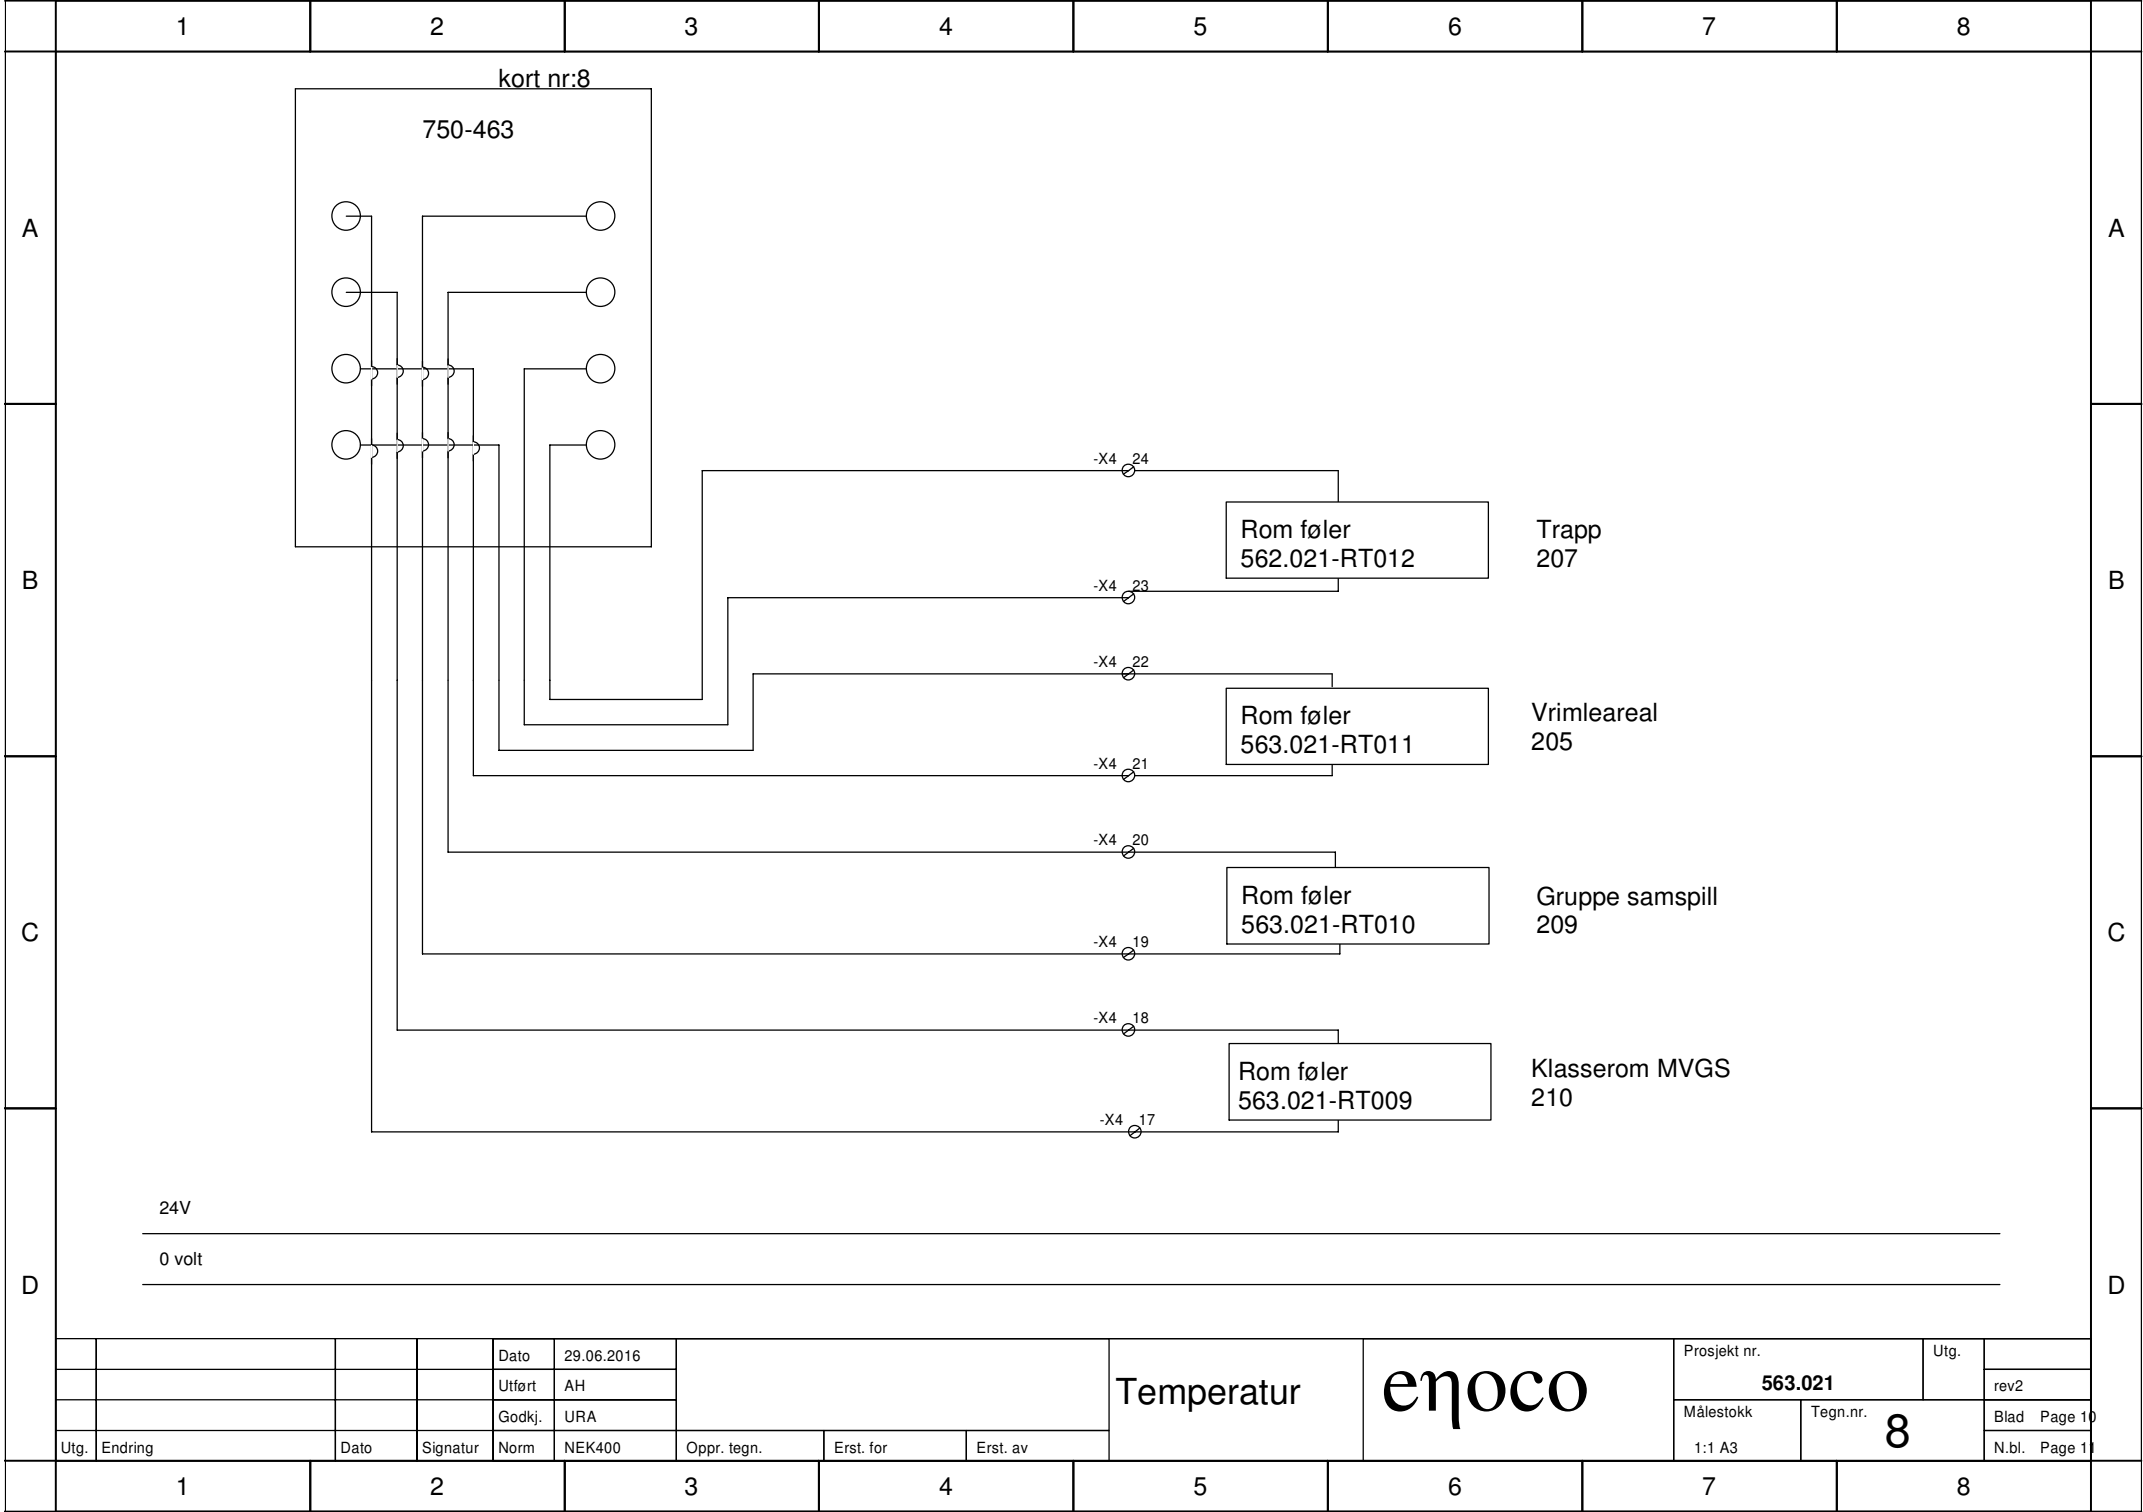 1 2 3 4 5 6 7 8
kort nr:8
750-463
A A
-X4 24
Rom føler
562.021-RT012
Trapp
207
B B
-X4 23
-X4 22
Rom føler
563.021-RT011
Vrimleareal
205
-X4 21
-X4 20
Rom føler
563.021-RT010
Gruppe samspill
209
C C
-X4 19
-X4 18
Rom føler
563.021-RT009
Klasserom MVGS
210
-X4 17
24V
0 volt
D D
Dato 29.06.2016
Utført AH
Godkj. URA
Utg. Endring Dato Signatur Norm NEK400 Oppr. tegn. Erst. for Erst. av
Temperatur
eηoco
Prosjekt nr. Utg.
563.021
rev2
Målestokk Tegn.nr.
8
Blad Page 10
1:1 A3
N.bl. Page 11
1 2 3 4 5 6 7 8